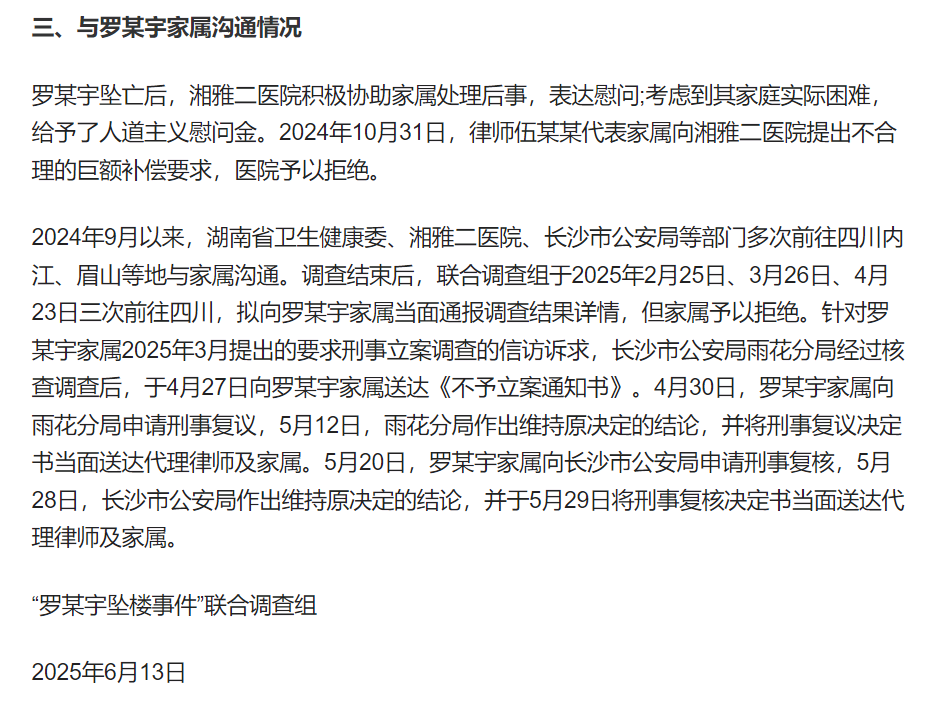 三、与罗某宇家属沟通情况
罗某宇坠亡后，湘雅二医院积极协助家属处理后事，表达慰问;考虑到其家庭实际困难，
给予了人道主义慰问金。2024年10月31日，律师伍某某代表家属向湘雅二医院提出不合
理的巨额补偿要求，医院予以拒绝。
2024年9月以来，湖南省卫生健康委、湘雅二医院、长沙市公安局等部门多次前往四川内
江、眉山等地与家属沟通。调查结束后，联合调查组于2025年2月25日、3月26日、4月
23日三次前往四川，拟向罗某宇家属当面通报调查结果详情，但家属予以拒绝。针对罗
某宇家属2025年3月提出的要求刑事立案调查的信访诉求，长沙市公安局雨花分局经过核
查调查后，于4月27日向罗某宇家属送达《不予立案通知书》。4月30日，罗某宇家属向
雨花分局申请刑事复议，5月12日，雨花分局作出维持原决定的结论，并将刑事复议决定
书当面送达代理律师及家属。5月20日，罗某宇家属向长沙市公安局申请刑事复核，5月
28日，长沙市公安局作出维持原决定的结论，并于5月29日将刑事复核决定书当面送达代
理律师及家属。
“罗某宇坠楼事件”联合调查组
2025年6月13日